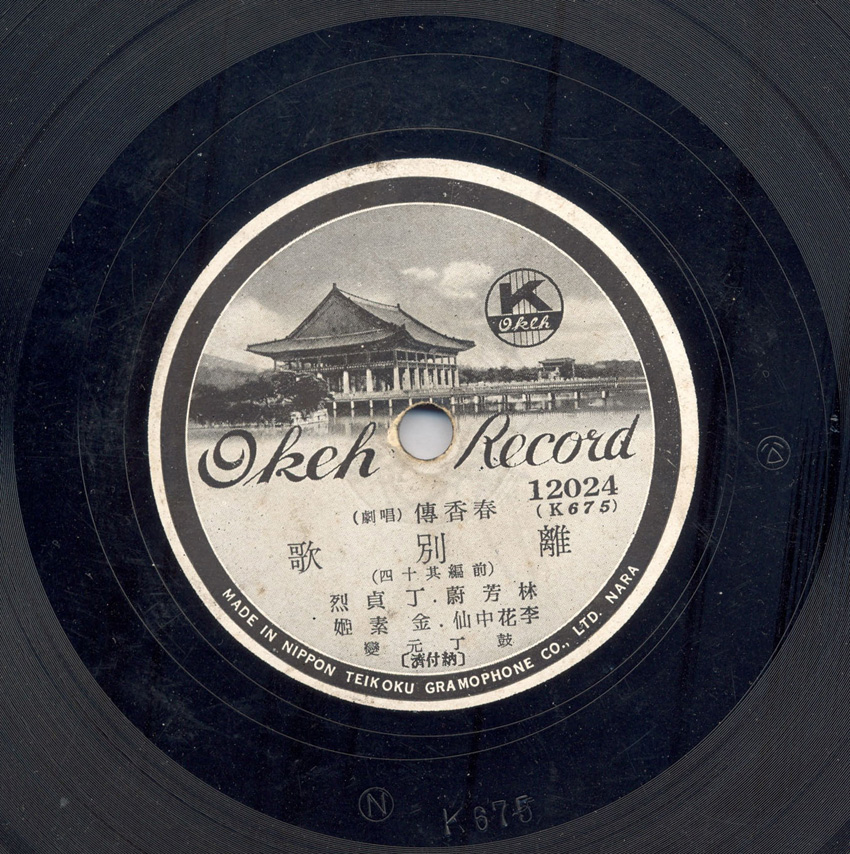 K
Okeh
Okeh Record
12024
(K675)
春香傳 (唱劇)
離別歌
(前編其十四)
林芳蔚・丁貞烈
李花中仙・金素姬
鼓 丁元燮
〔納付濟〕
MADE IN NIPPON TEIKOKU GRAMOPHONE CO., LTD. NARA
N
K675